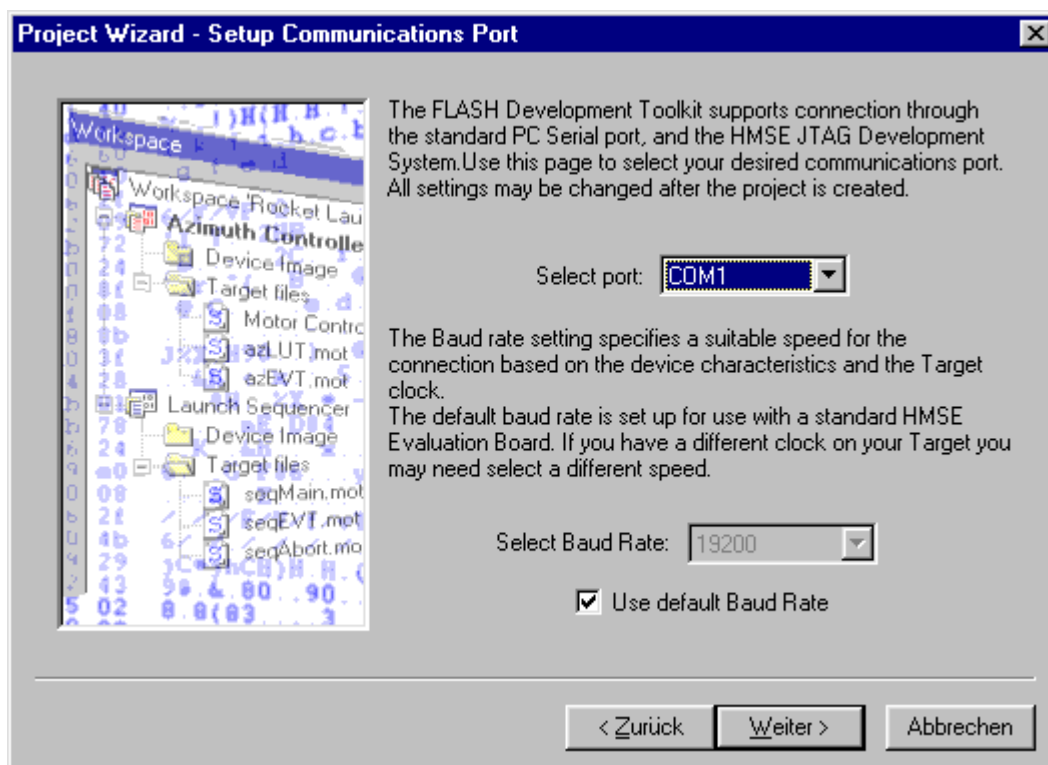 Project Wizard - Setup Communications Port
Workspace
Workspace 'Rocket Lau
Azimuth Controlle
Device Image
Target files
Motor Contrc
azLUT.mot
azEVT.mot
Launch Sequencer
Device Image
Target files
seqMain.mot
seqEVT.mot
seqAbort.mo
The FLASH Development Toolkit supports connection through
the standard PC Serial port, and the HMSE JTAG Development
System.Use this page to select your desired communications port.
All settings may be changed after the project is created.
Select port: COM1
The Baud rate setting specifies a suitable speed for the
connection based on the device characteristics and the Target
clock.
The default baud rate is set up for use with a standard HMSE
Evaluation Board. If you have a different clock on your Target you
may need select a different speed.
Select Baud Rate: 19200
Use default Baud Rate
< Zurück
Weiter >
Abbrechen